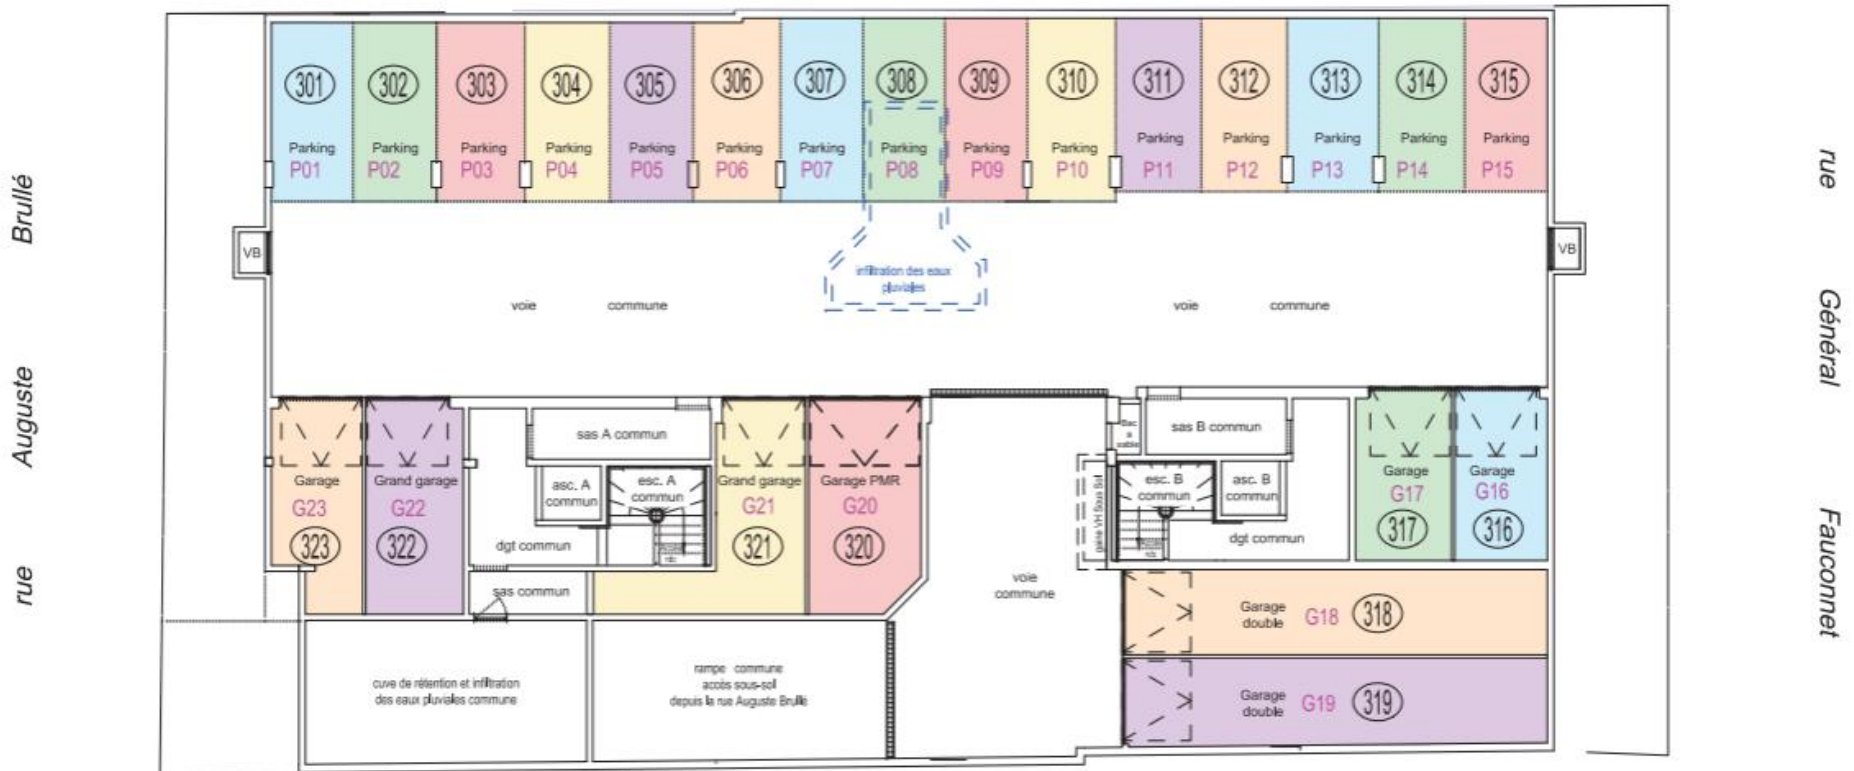 301 302 303 304 305 306 307 308 309 310 311 312 313 314 315
Parking Parking Parking Parking Parking Parking Parking Parking Parking Parking Parking Parking Parking Parking Parking
P01 P02 P03 P04 P05 P06 P07 P08 P09 P10 P11 P12 P13 P14 P15
rue Auguste Brullé
rue Général Fauconnet
VB
VB
infiltration des eaux
pluviales
voie commune
voie commune
Garage
G23
323
Grand garage
G22
322
sas A commun
asc. A
commun
esc. A
commun
dgt commun
sas commun
Grand garage
G21
321
Garage PMR
G20
320
voie
commune
Bac
à
sable
sas B commun
gaine VH Sous Sol
esc. B
commun
asc. B
commun
dgt commun
Garage
G17
317
Garage
G16
316
Garage
double
G18
318
Garage
double
G19
319
cuve de rétention et infiltration
des eaux pluviales commune
rampe commune
accès sous-sol
depuis la rue Auguste Brullé